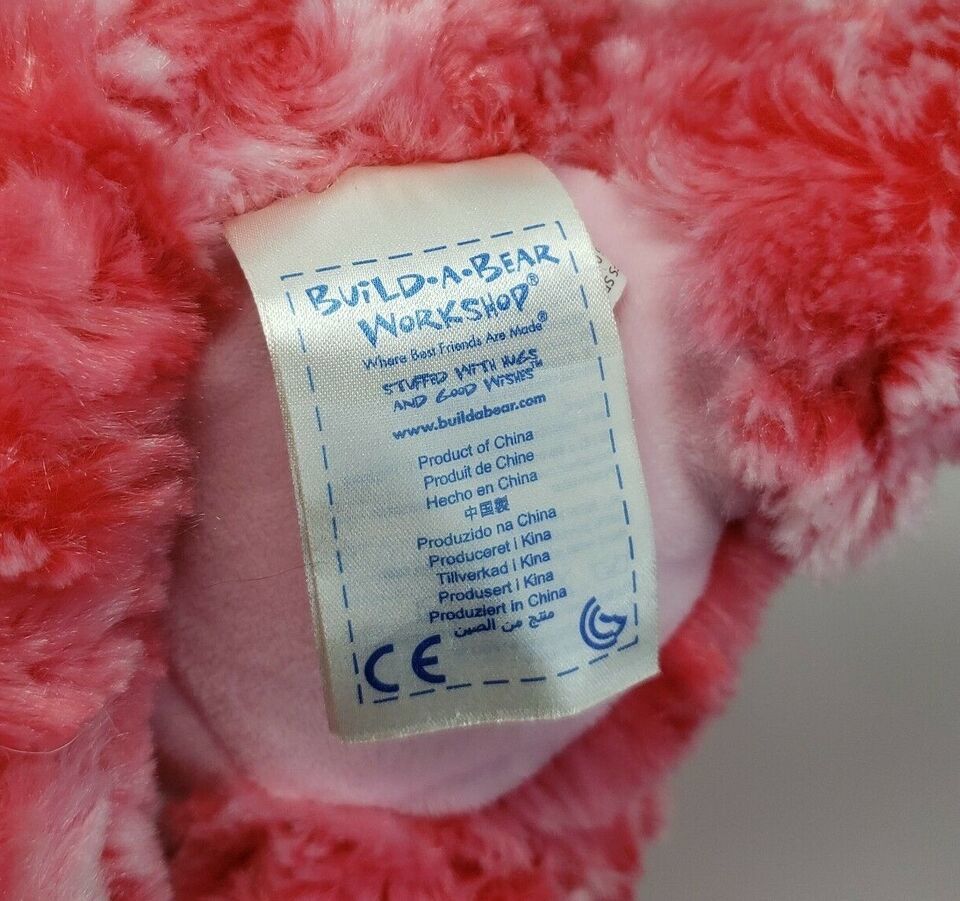 BUILD-A-BEAR
WORKSHOP®
Where Best Friends Are Made®
STUFFED WITH HUGS
AND GOOD WISHES™
www.buildabear.com
Product of China
Produit de Chine
Hecho en China
中国製
Produzido na China
Produceret i Kina
Tillverkad i Kina
Produsert i Kina
Produziert in China
منتج من الصين
CE